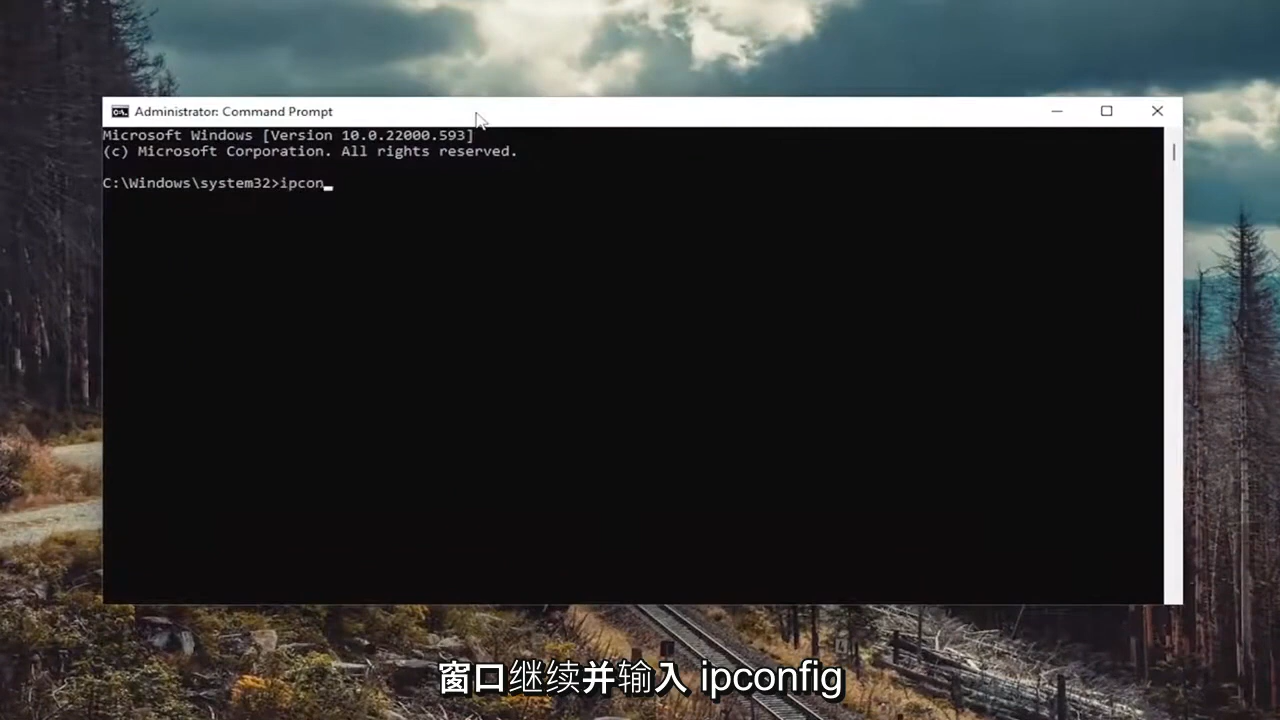 Administrator: Command Prompt
Microsoft Windows [Version 10.0.22000.593]
(c) Microsoft Corporation. All rights reserved.
C:\Windows\system32>ipcon
窗口继续并输入 ipconfig